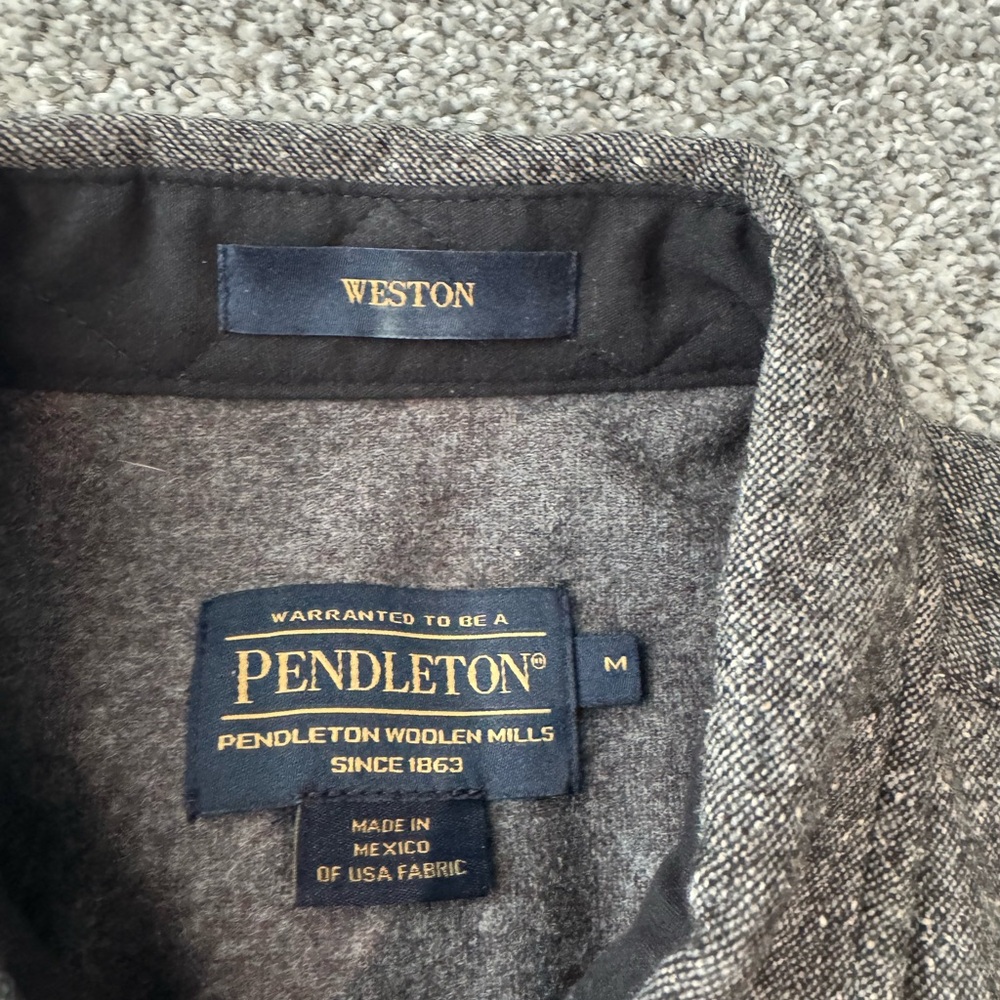 WESTON
WARRANTED TO BE A
PENDLETON®
M
PENDLETON WOOLEN MILLS
SINCE 1863
MADE IN
MEXICO
OF USA FABRIC